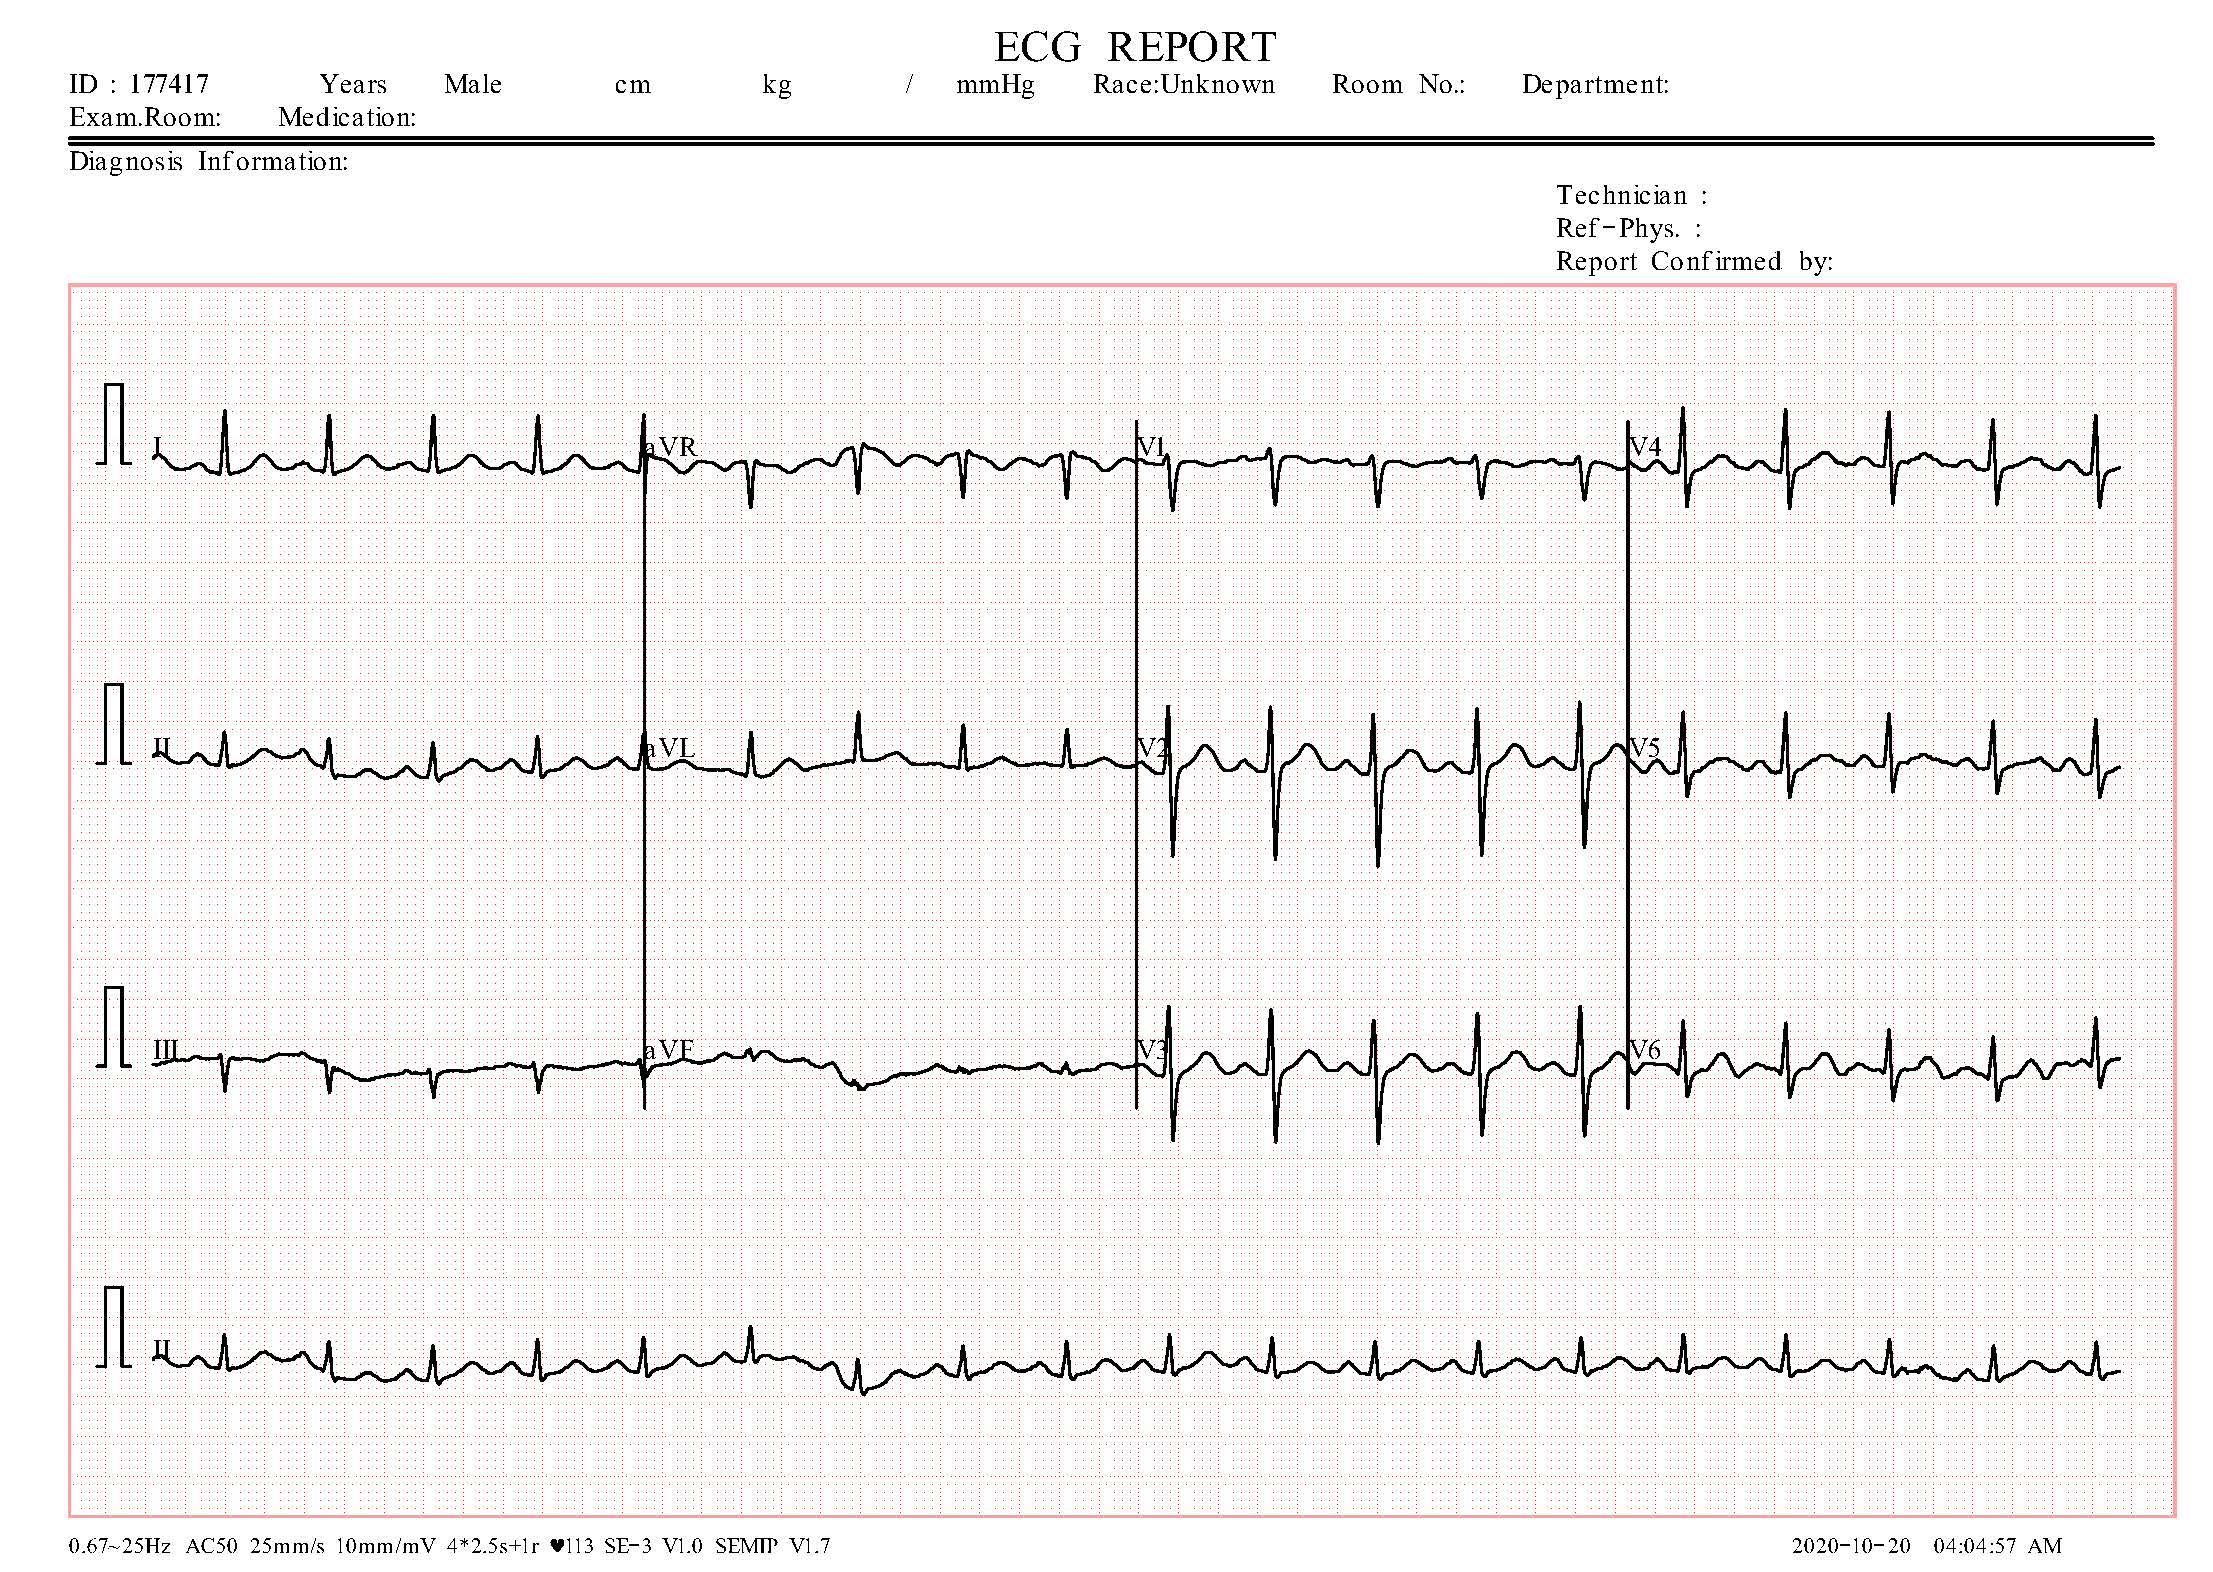 ECG REPORT
ID : 177417 Years Male cm kg / mmHg Race:Unknown Room No.: Department:
Exam.Room: Medication:
Diagnosis Information:
Technician :
Ref-Phys. :
Report Confirmed by:
I aVR V1 V4
II aVL V2 V5
III aVF V3 V6
II
0.67~25Hz AC50 25mm/s 10mm/mV 4*2.5s+1r ♥113 SE-3 V1.0 SEMIP V1.7 2020-10-20 04:04:57 AM